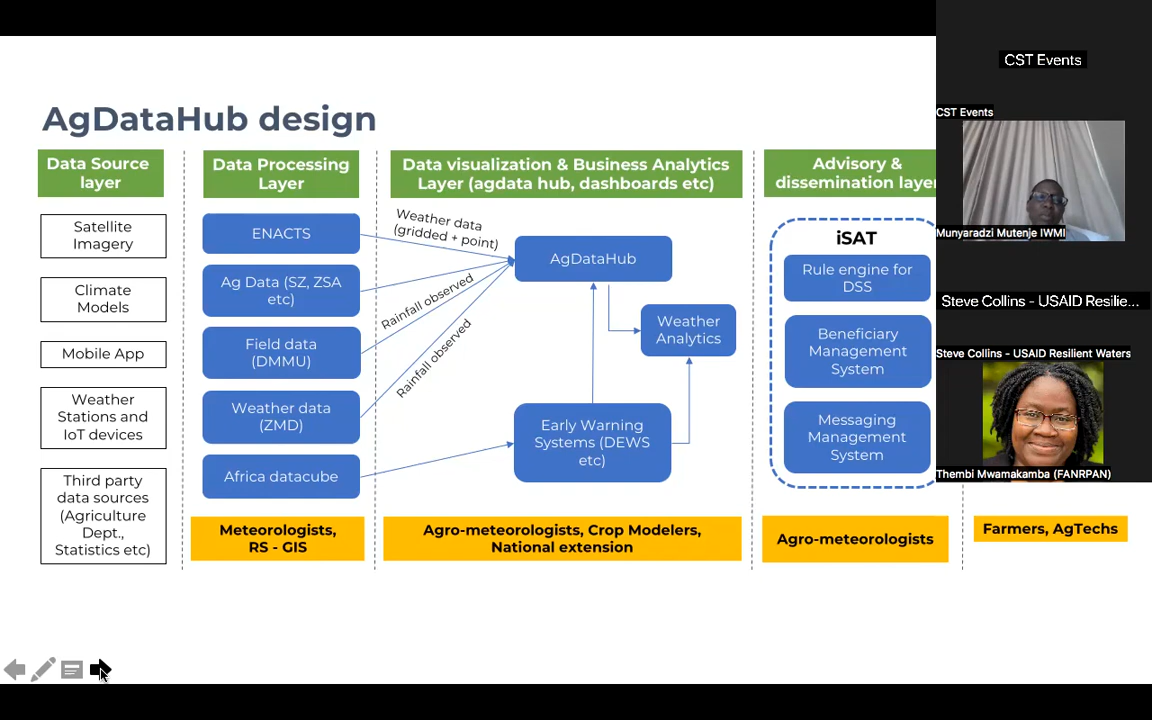 AgDataHub design
Data Source
layer
Satellite
Imagery
Climate
Models
Mobile App
Weather
Stations and
IoT devices
Third party
data sources
(Agriculture
Dept.,
Statistics etc)
Data Processing
Layer
ENACTS
Ag Data (SZ, ZSA
etc)
Field data
(DMMU)
Weather data
(ZMD)
Africa datacube
Meteorologists,
RS - GIS
Data visualization & Business Analytics
Layer (agdata hub, dashboards etc)
Weather data
(gridded + point)
Rainfall observed
Rainfall observed
AgDataHub
Weather
Analytics
Early Warning
Systems (DEWS
etc)
Agro-meteorologists, Crop Modelers,
National extension
Advisory &
dissemination layer
iSAT
Rule engine for
DSS
Beneficiary
Management
System
Messaging
Management
System
Agro-meteorologists
Farmers, AgTechs
CST Events
CST Events
Munyaradzi Mutenje IWMI
Steve Collins - USAID Resilie...
Steve Collins - USAID Resilient Waters
Thembi Mwamakamba (FANRPAN)